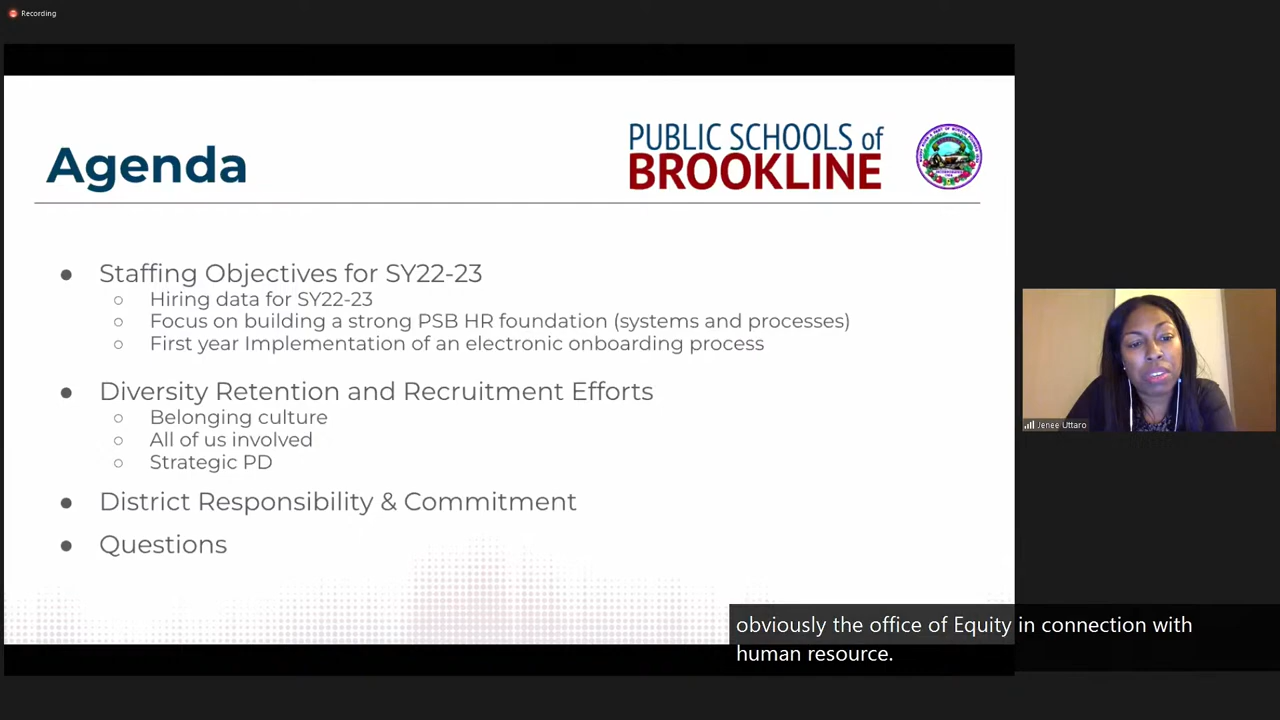 Recording
Agenda
PUBLIC SCHOOLS of
BROOKLINE
● Staffing Objectives for SY22-23
○ Hiring data for SY22-23
○ Focus on building a strong PSB HR foundation (systems and processes)
○ First year Implementation of an electronic onboarding process
● Diversity Retention and Recruitment Efforts
○ Belonging culture
○ All of us involved
○ Strategic PD
● District Responsibility & Commitment
● Questions
Jenee Uttaro
obviously the office of Equity in connection with
human resource.